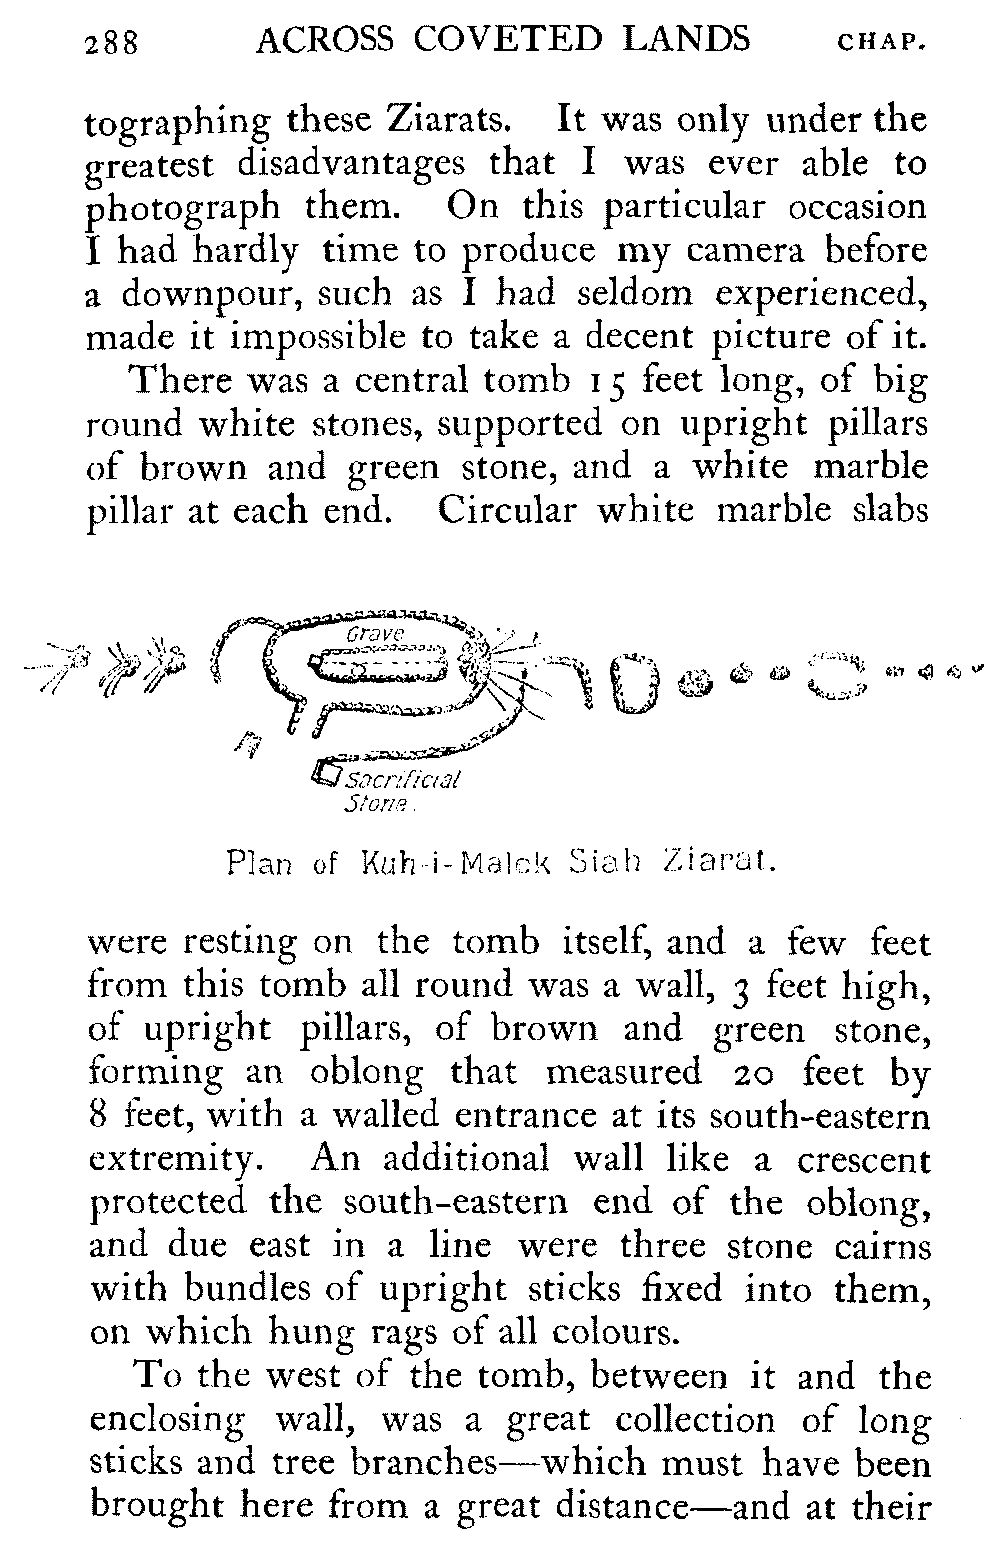 288 ACROSS COVETED LANDS CHAP.
tographing these Ziarats. It was only under the
greatest disadvantages that I was ever able to
photograph them. On this particular occasion
I had hardly time to produce my camera before
a downpour, such as I had seldom experienced,
made it impossible to take a decent picture of it.
There was a central tomb 15 feet long, of big
round white stones, supported on upright pillars
of brown and green stone, and a white marble
pillar at each end. Circular white marble slabs
Grave
Sacrificial
Stone.
Plan of Kuh-i-Malek Siah Ziarat.
were resting on the tomb itself, and a few feet
from this tomb all round was a wall, 3 feet high,
of upright pillars, of brown and green stone,
forming an oblong that measured 20 feet by
8 feet, with a walled entrance at its south-eastern
extremity. An additional wall like a crescent
protected the south-eastern end of the oblong,
and due east in a line were three stone cairns
with bundles of upright sticks fixed into them,
on which hung rags of all colours.
To the west of the tomb, between it and the
enclosing wall, was a great collection of long
sticks and tree branches—which must have been
brought here from a great distance—and at their